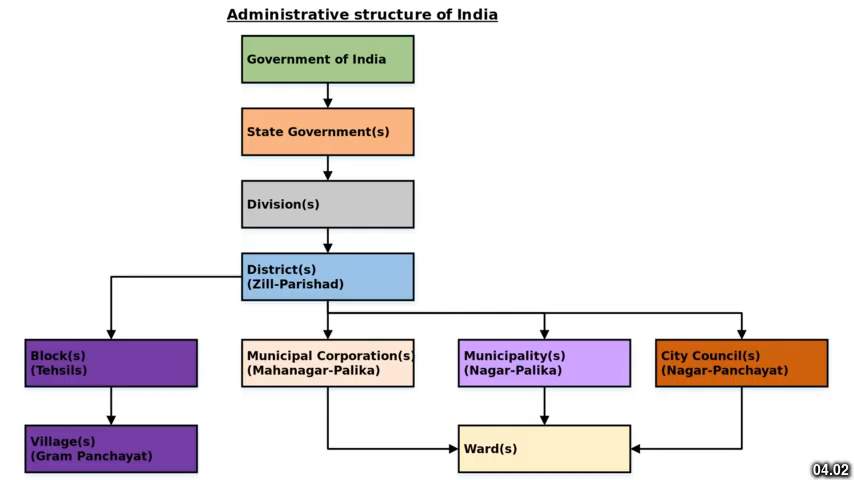 Administrative structure of India
Government of India
State Government(s)
Division(s)
District(s)
(Zill-Parishad)
Block(s)
(Tehsils)
Municipal Corporation(s)
(Mahanagar-Palika)
Municipality(s)
(Nagar-Palika)
City Council(s)
(Nagar-Panchayat)
Village(s)
(Gram Panchayat)
Ward(s)
04.02